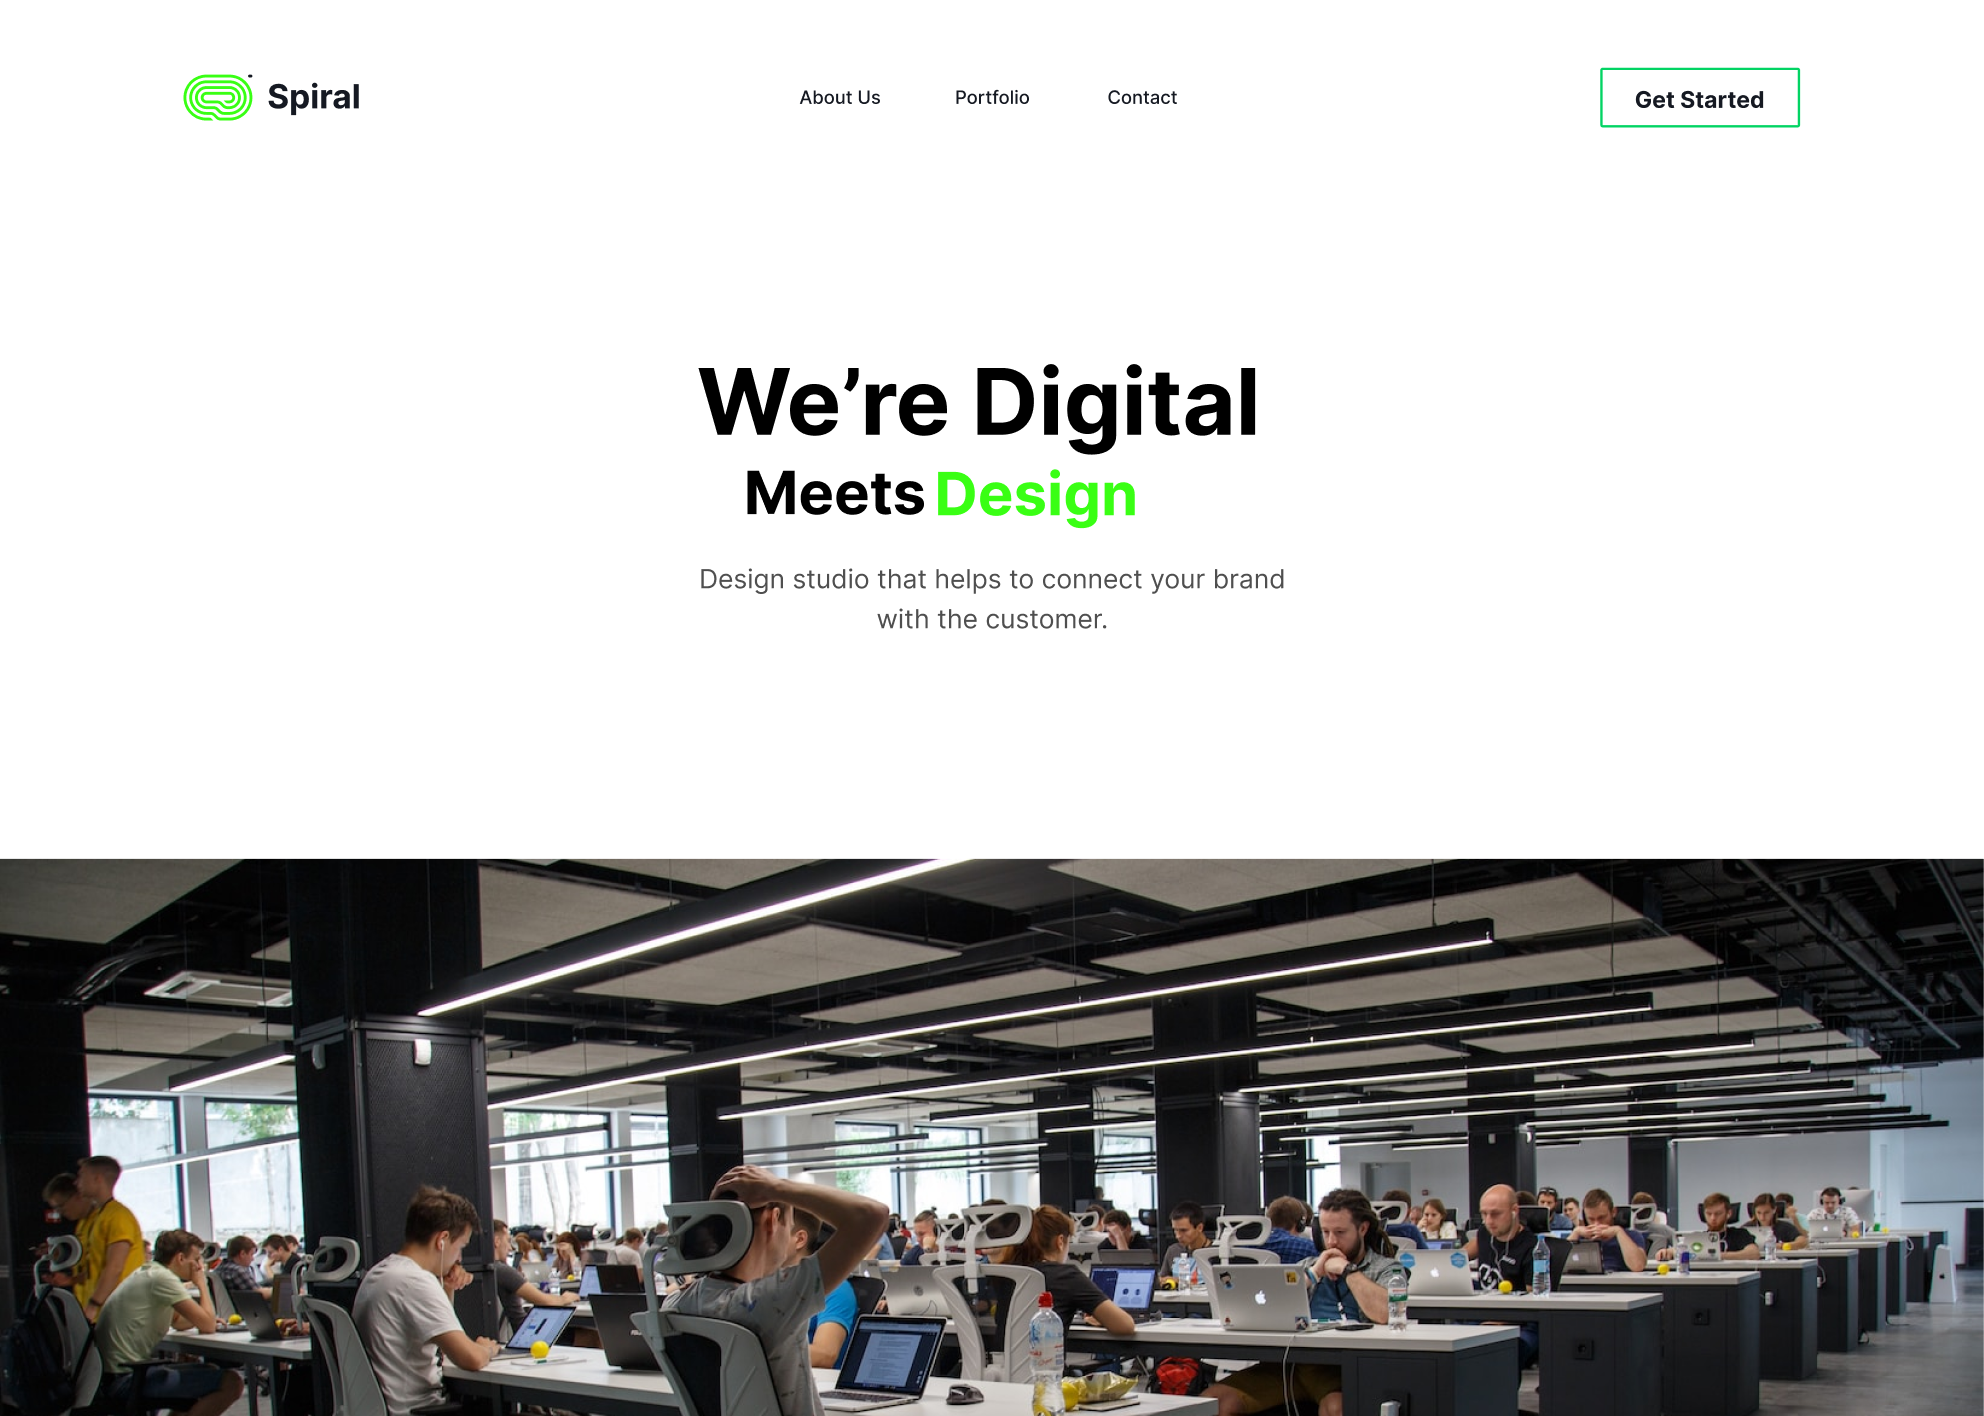 Spiral
About Us
Portfolio
Contact
Get Started
We’re Digital
Meets Design
Design studio that helps to connect your brand
with the customer.